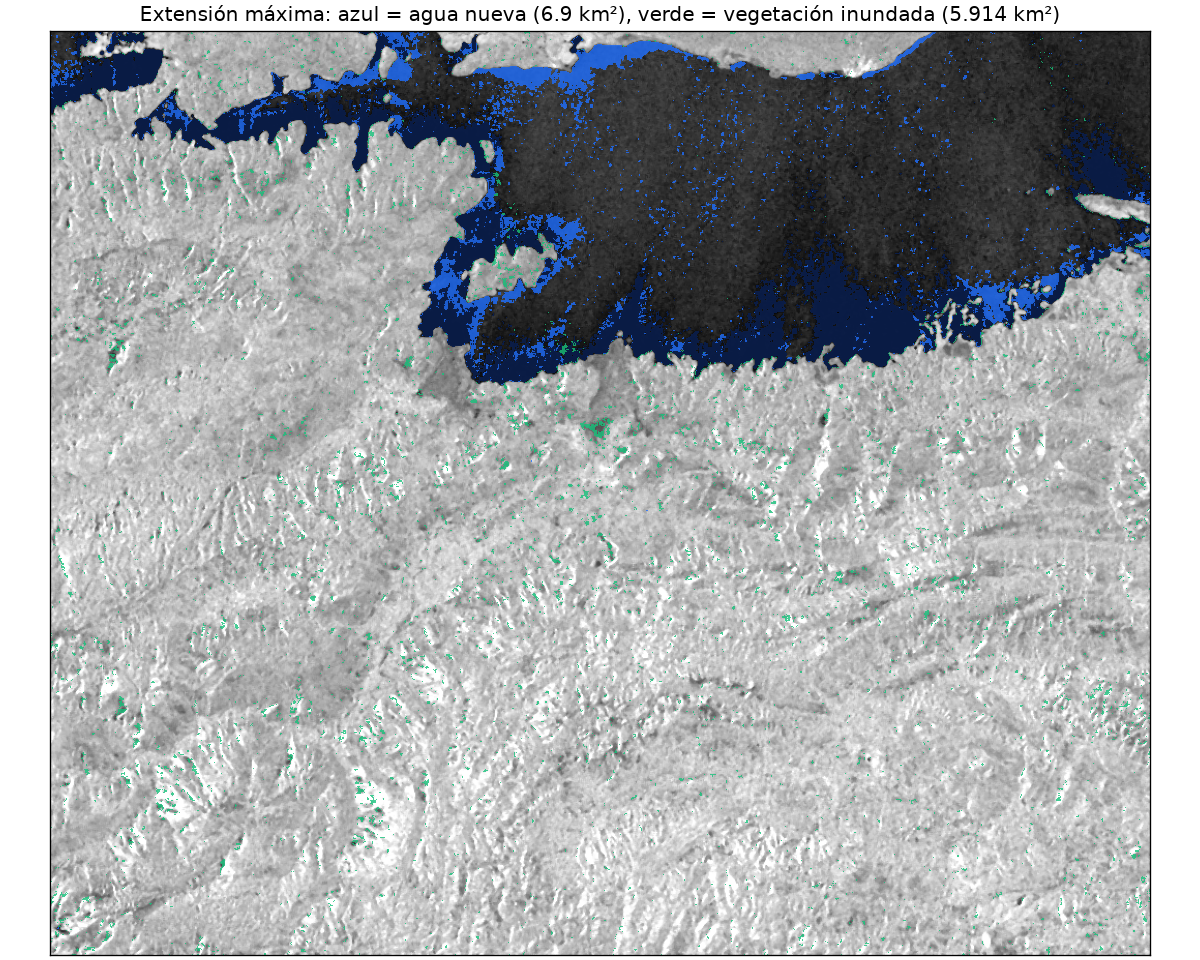 Extensión máxima: azul = agua nueva (6.9 km²), verde = vegetación inundada (5.914 km²)